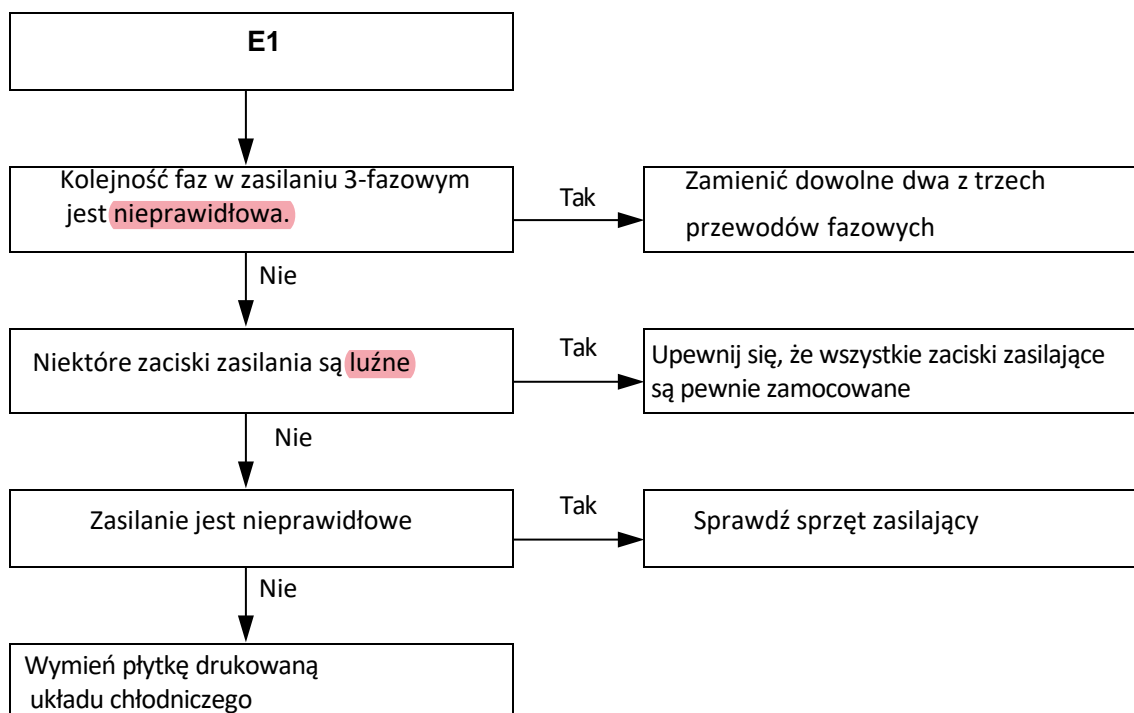 E1
Kolejność faz w zasilaniu 3-fazowym
jest nieprawidłowa.
Tak
Zamienić dowolne dwa z trzech
przewodów fazowych
Nie
Niektóre zaciski zasilania są luźne
Tak
Upewnij się, że wszystkie zaciski zasilające
są pewnie zamocowane
Nie
Zasilanie jest nieprawidłowe
Tak
Sprawdź sprzęt zasilający
Nie
Wymień płytkę drukowaną
układu chłodniczego